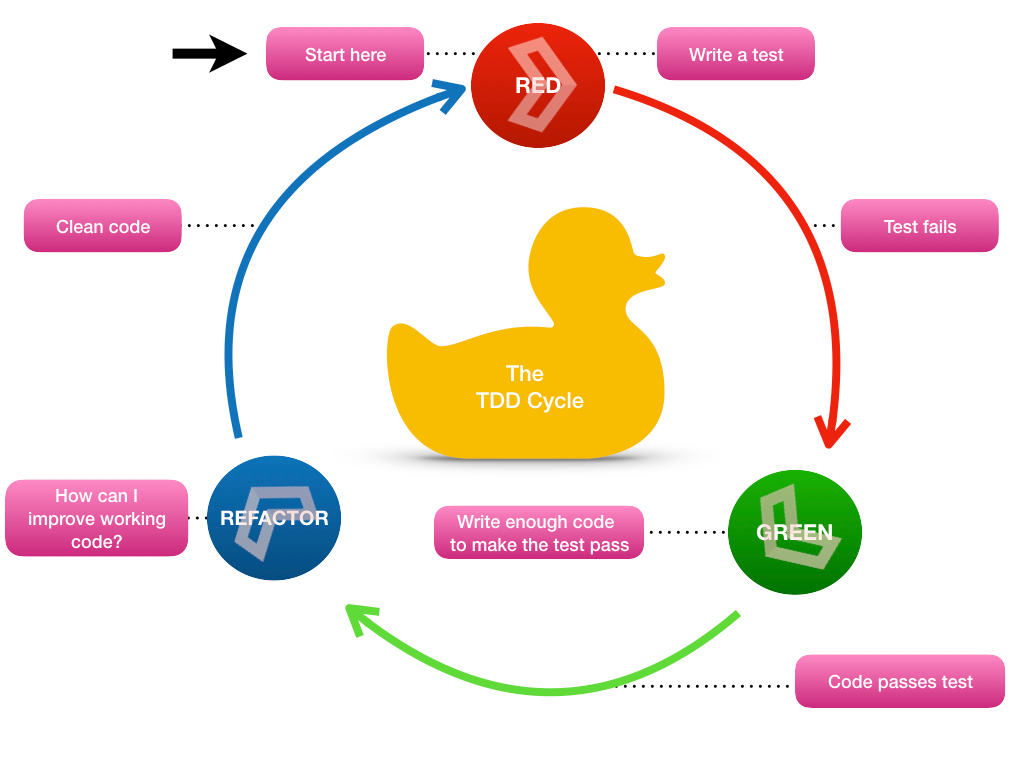 Start here
RED
Write a test
Clean code
Test fails
The
TDD Cycle
How can I
improve working
code?
REFACTOR
Write enough code
to make the test pass
GREEN
Code passes test